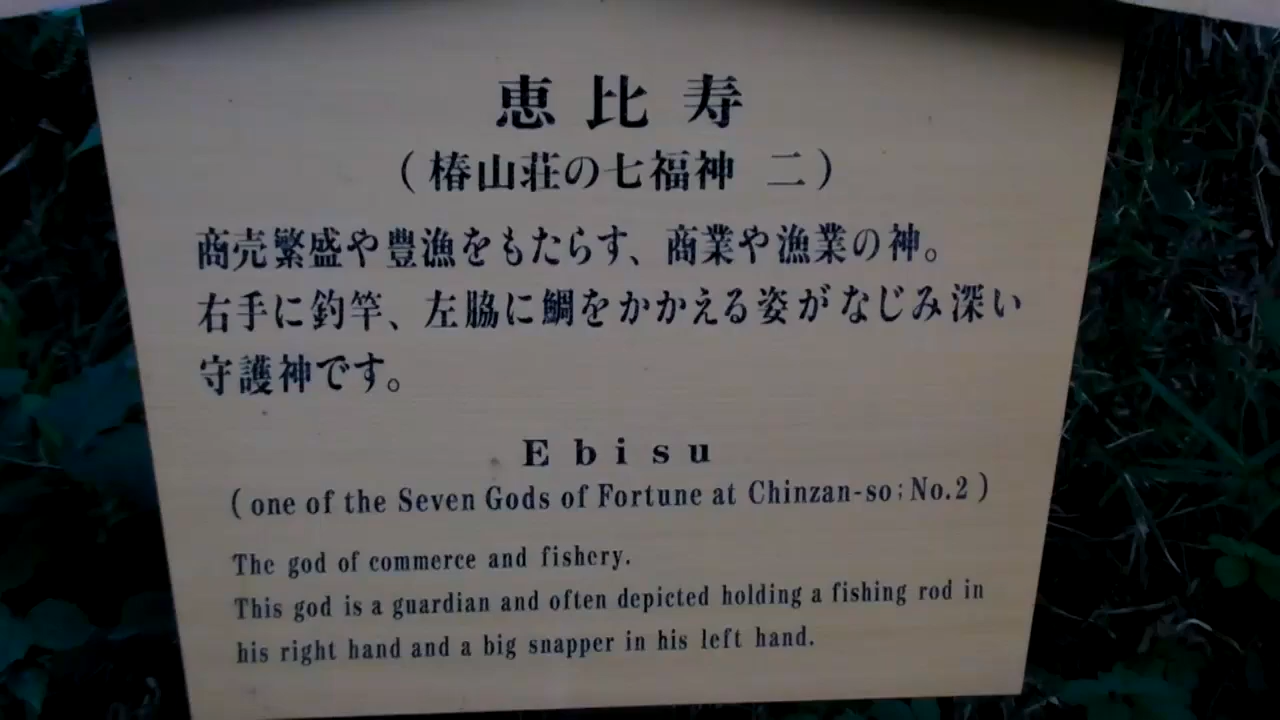 恵比寿
(椿山荘の七福神 二)
商売繁盛や豊漁をもたらす、商業や漁業の神。
右手に釣竿、左脇に鯛をかかえる姿がなじみ深い
守護神です。
Ebisu
(one of the Seven Gods of Fortune at Chinzan-so;No.2)
The god of commerce and fishery.
This god is a guardian and often depicted holding a fishing rod in
his right hand and a big snapper in his left hand.